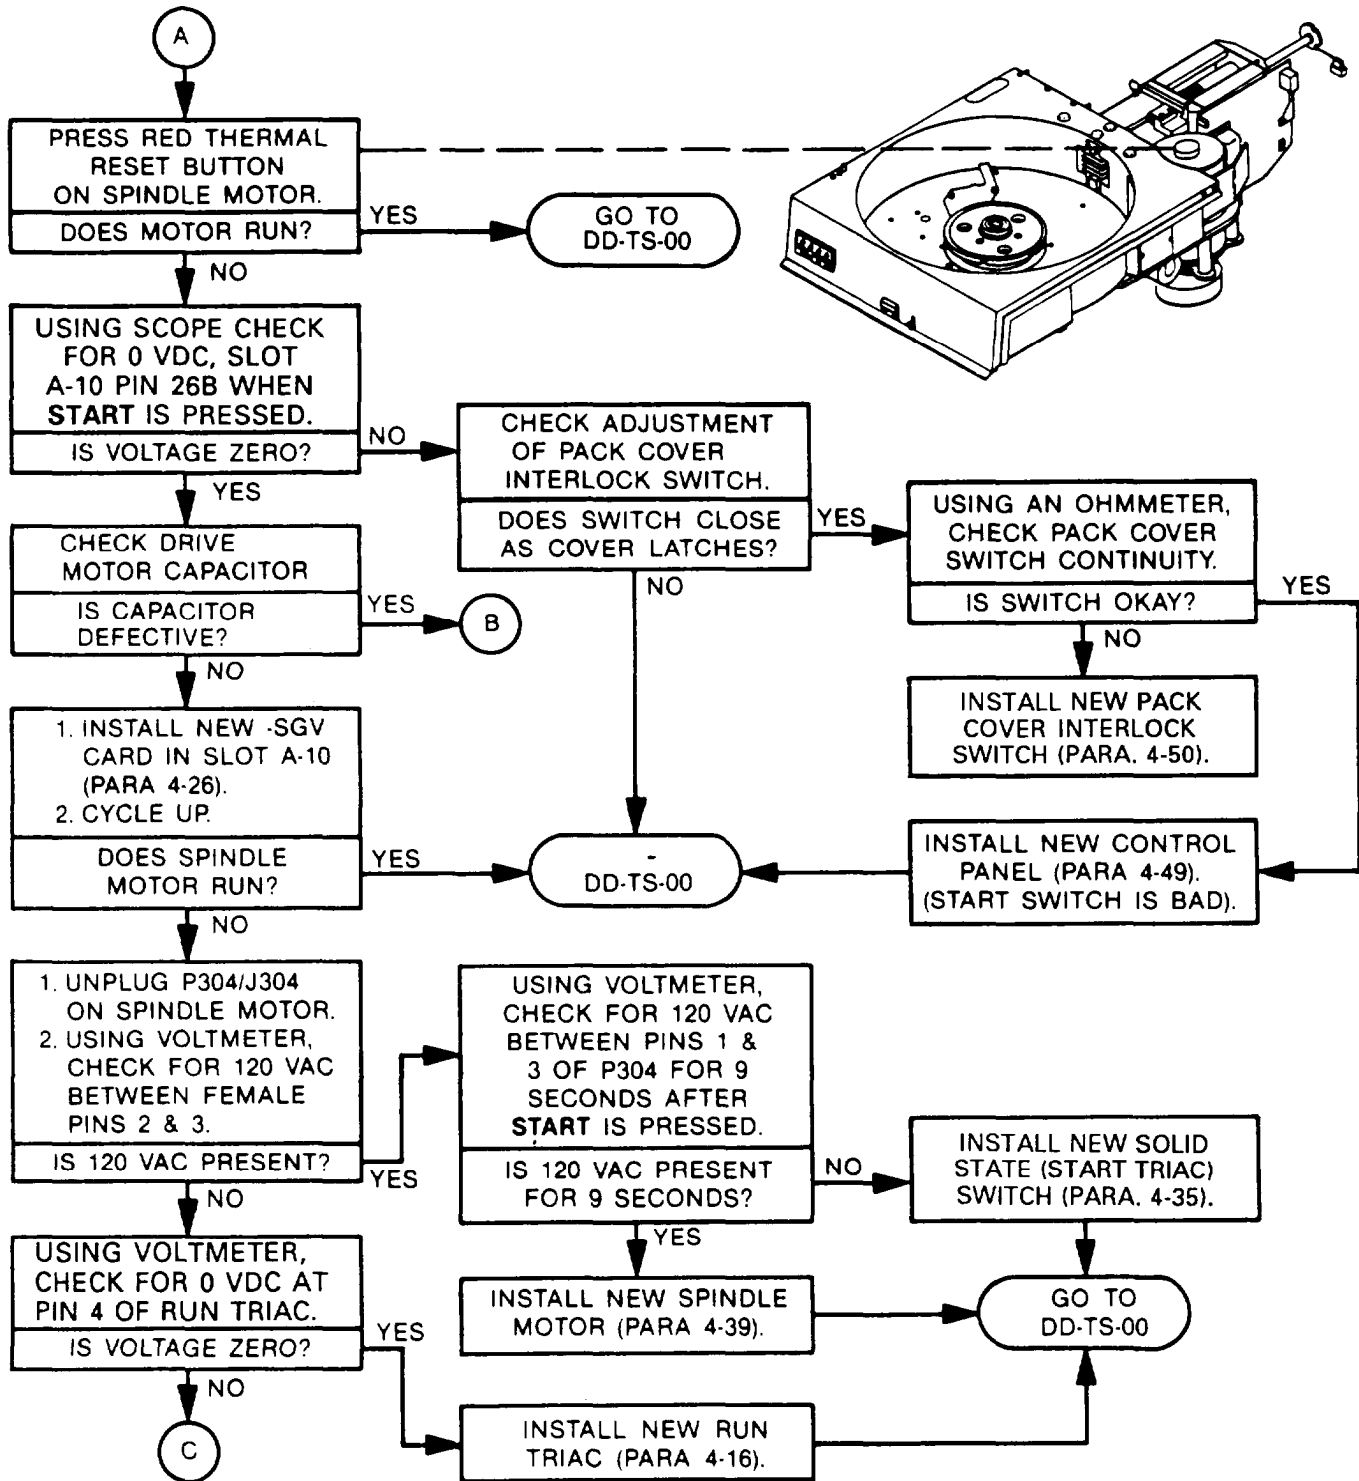 A
PRESS RED THERMAL
RESET BUTTON
ON SPINDLE MOTOR.
DOES MOTOR RUN?
YES
GO TO
DD-TS-00
NO
USING SCOPE CHECK
FOR 0 VDC, SLOT
A-10 PIN 26B WHEN
START IS PRESSED.
IS VOLTAGE ZERO?
NO
CHECK ADJUSTMENT
OF PACK COVER
INTERLOCK SWITCH.
DOES SWITCH CLOSE
AS COVER LATCHES?
YES
USING AN OHMMETER,
CHECK PACK COVER
SWITCH CONTINUITY.
IS SWITCH OKAY?
YES
NO
INSTALL NEW PACK
COVER INTERLOCK
SWITCH (PARA. 4-50).
INSTALL NEW CONTROL
PANEL (PARA 4-49).
(START SWITCH IS BAD).
NO
YES
CHECK DRIVE
MOTOR CAPACITOR
IS CAPACITOR
DEFECTIVE?
YES
B
NO
1. INSTALL NEW -SGV
CARD IN SLOT A-10
(PARA 4-26).
2. CYCLE UP.
DOES SPINDLE
MOTOR RUN?
YES
DD-TS-00
NO
1. UNPLUG P304/J304
ON SPINDLE MOTOR.
2. USING VOLTMETER,
CHECK FOR 120 VAC
BETWEEN FEMALE
PINS 2 & 3.
IS 120 VAC PRESENT?
YES
USING VOLTMETER,
CHECK FOR 120 VAC
BETWEEN PINS 1 &
3 OF P304 FOR 9
SECONDS AFTER
START IS PRESSED.
IS 120 VAC PRESENT
FOR 9 SECONDS?
NO
INSTALL NEW SOLID
STATE (START TRIAC)
SWITCH (PARA. 4-35).
YES
INSTALL NEW SPINDLE
MOTOR (PARA 4-39).
GO TO
DD-TS-00
NO
USING VOLTMETER,
CHECK FOR 0 VDC AT
PIN 4 OF RUN TRIAC.
IS VOLTAGE ZERO?
YES
INSTALL NEW RUN
TRIAC (PARA 4-16).
NO
C